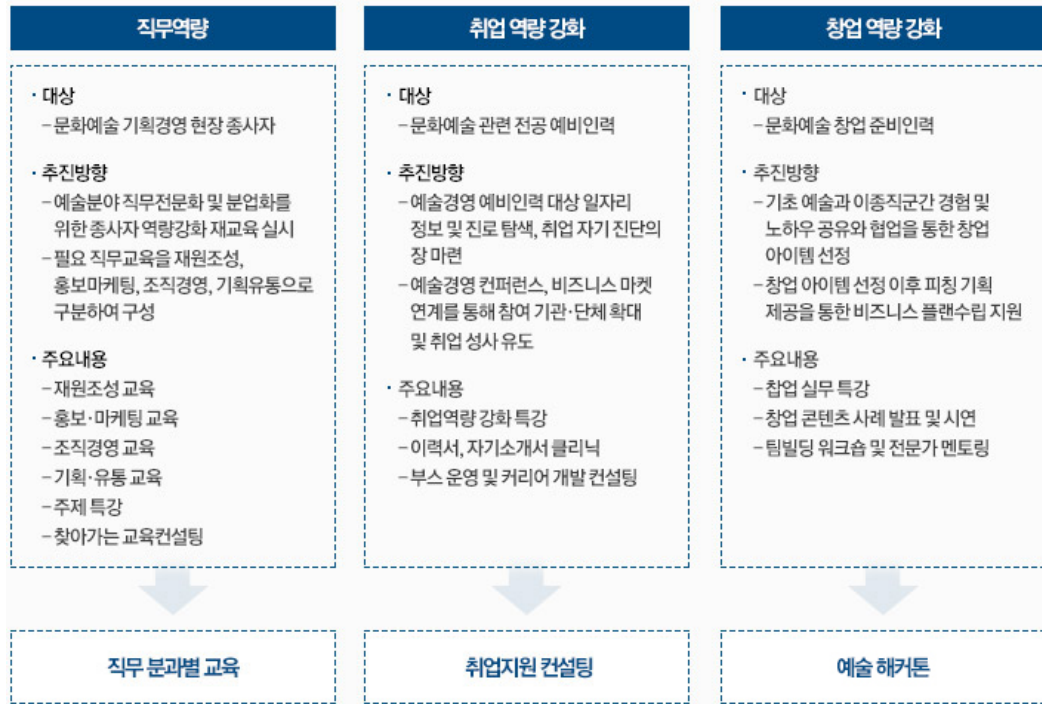 직무역량
· 대상
– 문화예술 기획경영 현장 종사자
· 추진방향
– 예술분야 직무전문화 및 분업화를
위한 종사자 역량강화 재교육 실시
– 필요 직무교육을 재원조성,
홍보마케팅, 조직경영, 기획유통으로
구분하여 구성
· 주요내용
– 재원조성 교육
– 홍보·마케팅 교육
– 조직경영 교육
– 기획·유통 교육
– 주제 특강
– 찾아가는 교육컨설팅
직무 분과별 교육
취업 역량 강화
· 대상
– 문화예술 관련 전공 예비인력
· 추진방향
– 예술경영 예비인력 대상 일자리
정보 및 진로 탐색, 취업 자기 진단의
장 마련
– 예술경영 컨퍼런스, 비즈니스 마켓
연계를 통해 참여 기관·단체 확대
및 취업 성사 유도
· 주요내용
– 취업역량 강화 특강
– 이력서, 자기소개서 클리닉
– 부스 운영 및 커리어 개발 컨설팅
취업지원 컨설팅
창업 역량 강화
· 대상
– 문화예술 창업 준비인력
· 추진방향
– 기초 예술과 이종직군간 경험 및
노하우 공유와 협업을 통한 창업
아이템 선정
– 창업 아이템 선정 이후 피칭 기획
제공을 통한 비즈니스 플랜수립 지원
· 주요내용
– 찹업 실무 특강
– 창업 콘텐츠 사례 발표 및 시연
– 팀빌딩 워크숍 및 전문가 멘토링
예술 해커톤